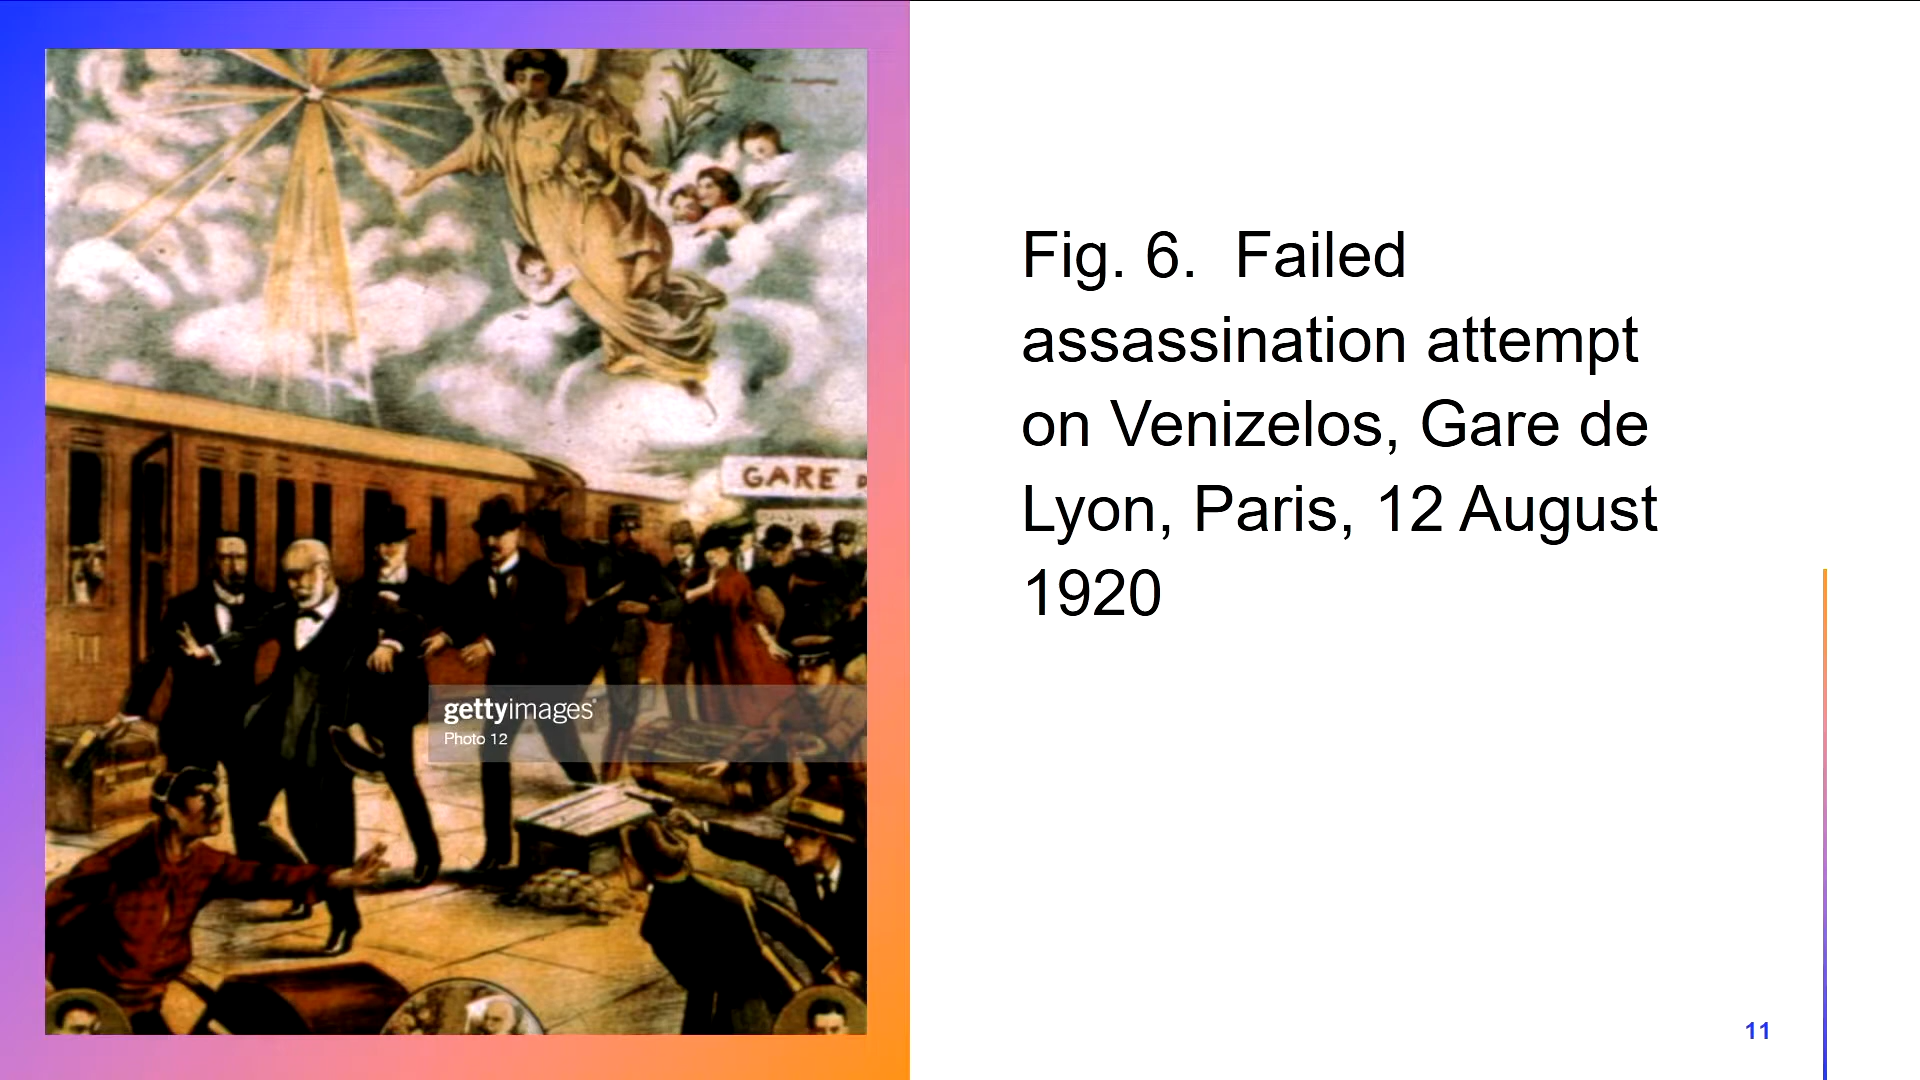 GARE
gettyimages
Photo 12
Fig. 6.  Failed
assassination attempt
on Venizelos, Gare de
Lyon, Paris, 12 August
1920
11